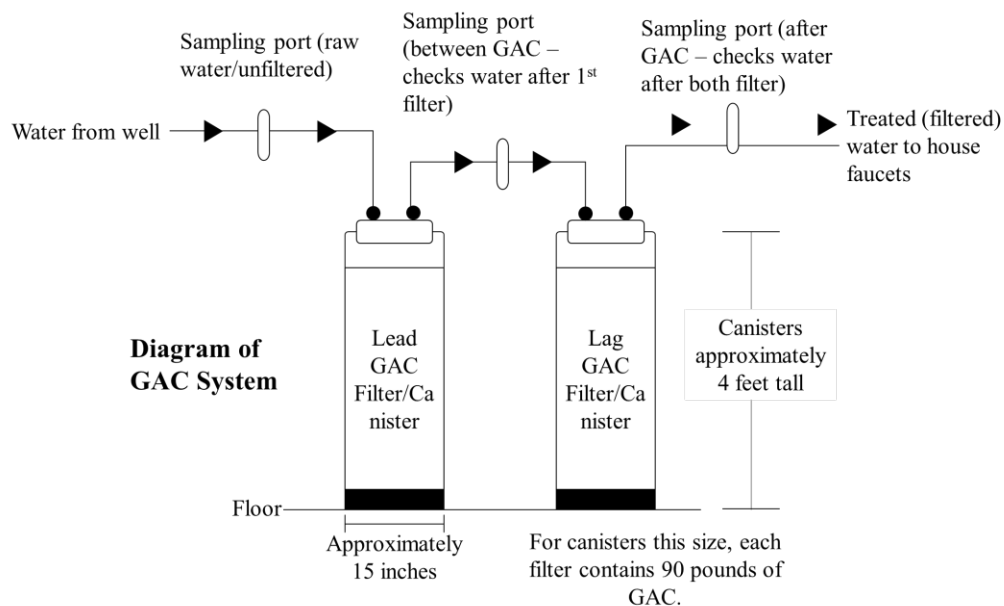 Sampling port (raw
water/unfiltered)
Sampling port
(between GAC –
checks water after 1st
filter)
Sampling port (after
GAC – checks water
after both filter)
Water from well
Treated (filtered)
water to house
faucets
Diagram of
GAC System
Lead
GAC
Filter/Ca
nister
Lag
GAC
Filter/Ca
nister
Canisters
approximately
4 feet tall
Floor
Approximately
15 inches
For canisters this size, each
filter contains 90 pounds of
GAC.